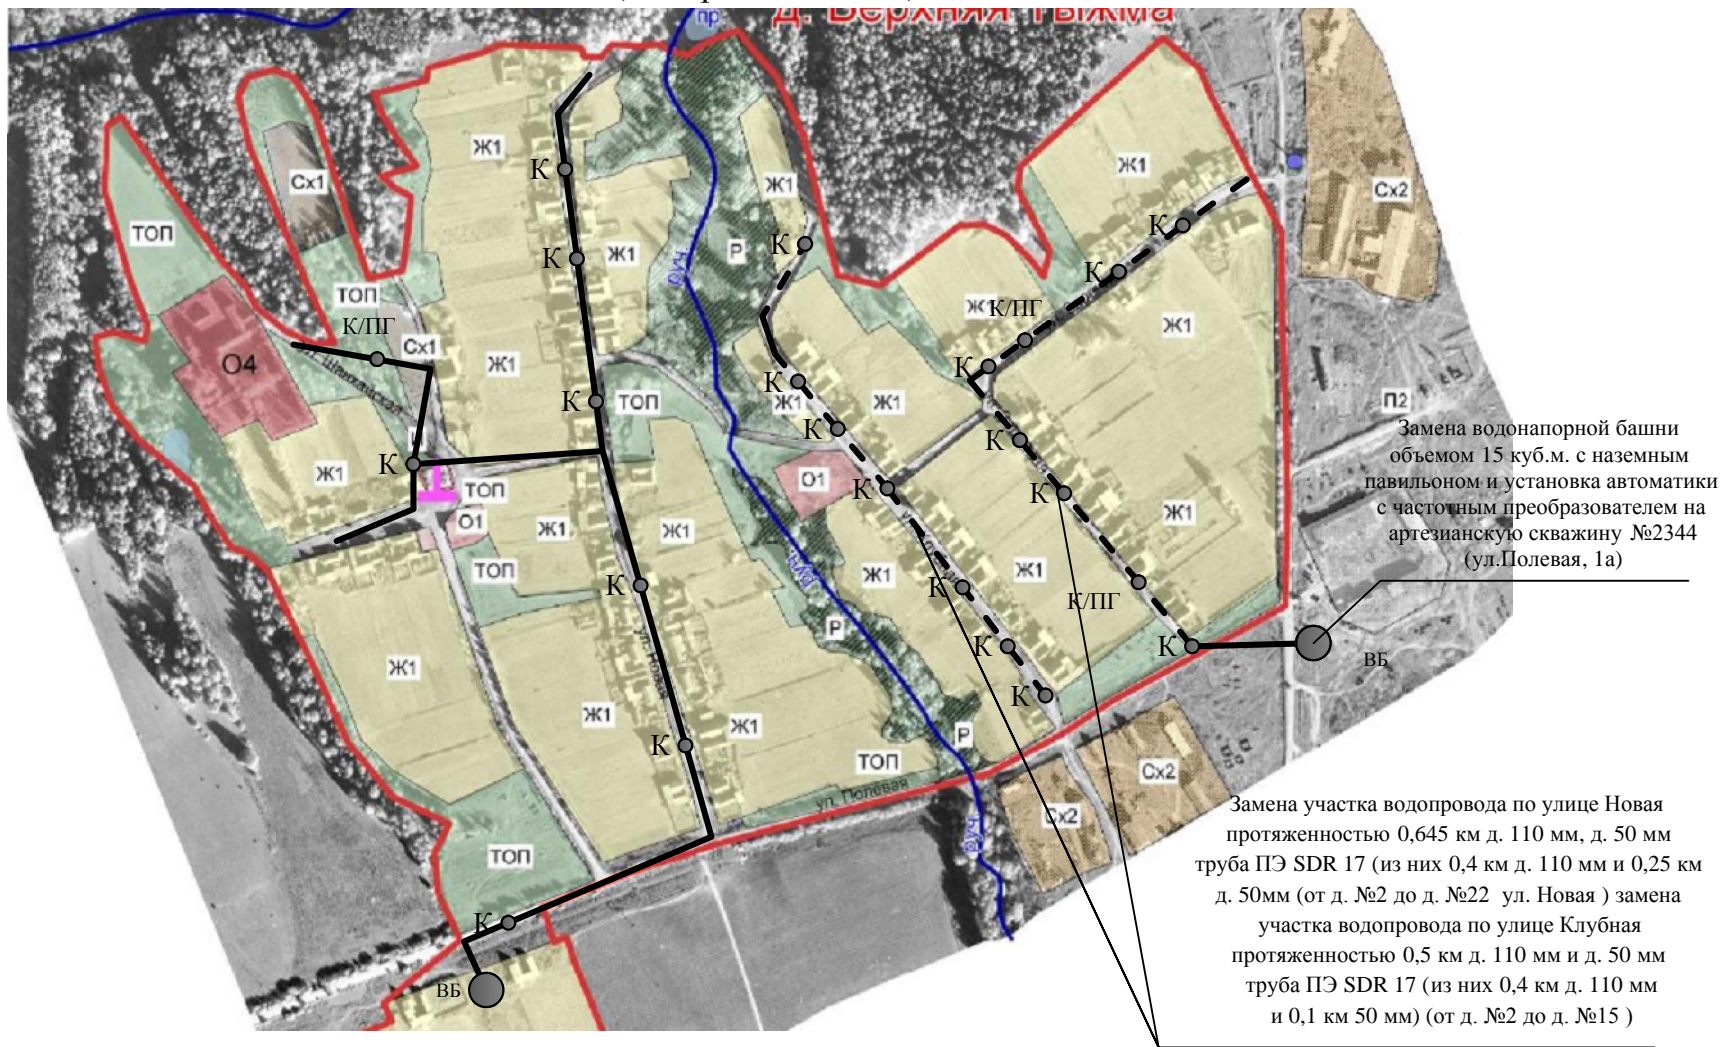 д. Верхняя Тыжма
пр.
Ж1
Ж1
Ж1
Сх1
Сх2
К
К
ТОП
Р
К
Ж1
К
К
руч.
ТОП
Ж1
К/ПГ
К/ПГ
Ж1
Сх1
О4
Ж1
К
К
П2
К
ТОП
Ж1
Ж1
К
Замена водонапорной башни
объемом 15 куб.м. с наземным
павильоном и установка автоматики
с частотным преобразователем на
артезианскую скважину №2344
(ул.Полевая, 1а)
К
К
Ж1
ТОП
О1
К
Ж1
О1
Ж1
Ж1
ТОП
руч.
Ж1
Ж1
К
К
К/ПГ
Р
ул. Новая
К
К
ВБ
Ж1
К
Ж1
К
Ж1
Р
ТОП
Сх2
ул. Полевая
Сх2
руч.
ТОП
Замена участка водопровода по улице Новая
протяженностью 0,645 км д. 110 мм, д. 50 мм
труба ПЭ SDR 17 (из них 0,4 км д. 110 мм и 0,25 км
д. 50мм (от д. №2 до д. №22 ул. Новая ) замена
участка водопровода по улице Клубная
протяженностью 0,5 км д. 110 мм и д. 50 мм
труба ПЭ SDR 17 (из них 0,4 км д. 110 мм
и 0,1 км 50 мм) (от д. №2 до д. №15 )
К
ВБ